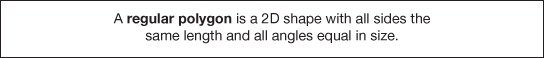 A regular polygon is a 2D shape with all sides the
same length and all angles equal in size.